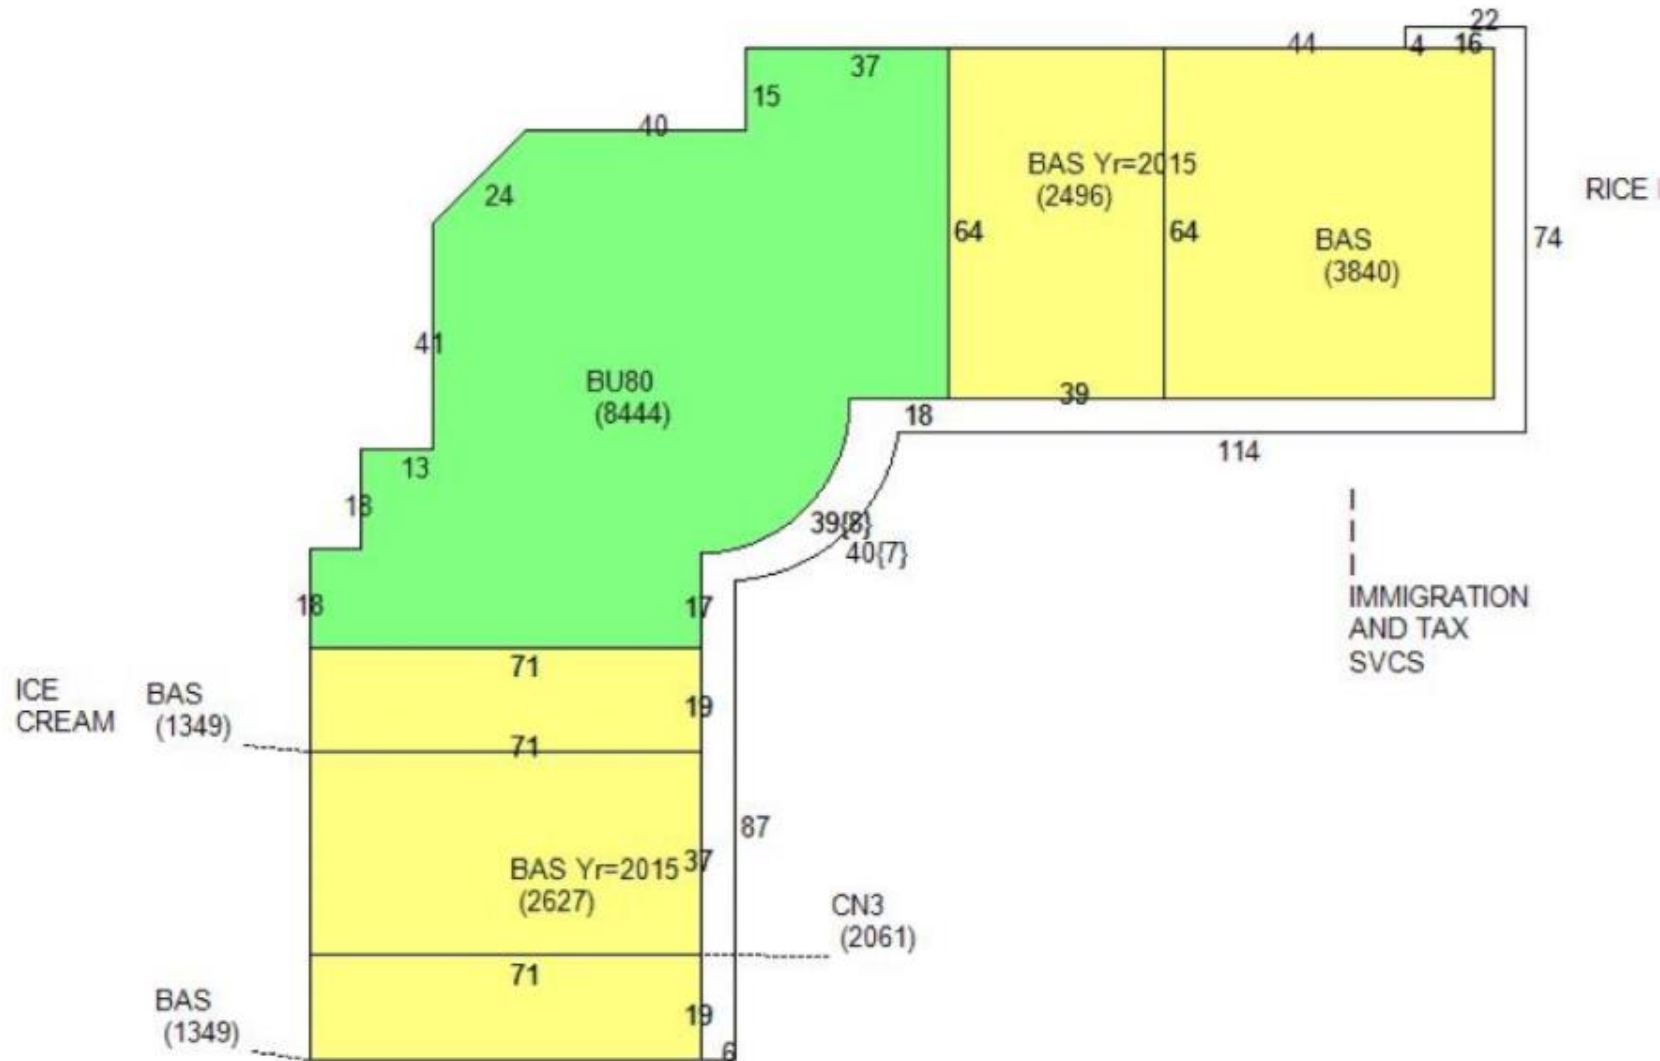 22
44
4
16
37
15
40
BAS Yr=2015
(2496)
24
RICE
64
64
74
BAS
(3840)
41
BU80
(8444)
39
18
114
13
18
39{8}
40{7}
IMMIGRATION
AND TAX
SVCS
18
17
71
ICE
CREAM
BAS
(1349)
19
71
87
37
BAS Yr=2015
(2627)
CN3
(2061)
71
BAS
(1349)
19
6